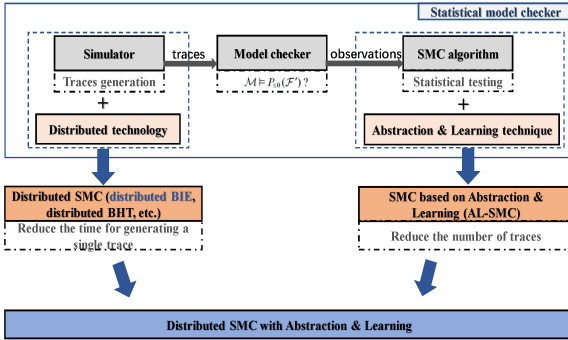 Statistical model checker
Simulator
traces
Model checker
observations
SMC algorithm
Traces generation
ℳ ⊨ P≤θ(ℱ') ?
Statistical testing
+
+
Distributed technology
Abstraction & Learning technique
Distributed SMC (distributed BIE,
distributed BHT, etc.)
SMC based on Abstraction &
Learning (AL-SMC)
Reduce the time for generating a
single trace
Reduce the number of traces
Distributed SMC with Abstraction & Learning